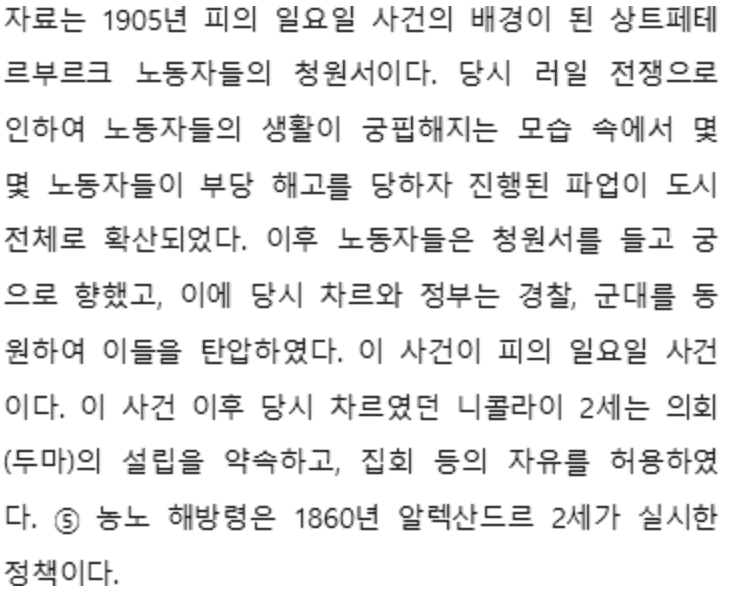 자료는 1905년 피의 일요일 사건의 배경이 된 상트페테
르부르크 노동자들의 청원서이다. 당시 러일 전쟁으로
인하여 노동자들의 생활이 궁핍해지는 모습 속에서 몇
몇 노동자들이 부당 해고를 당하자 진행된 파업이 도시
전체로 확산되었다. 이후 노동자들은 청원서를 들고 궁
으로 향했고, 이에 당시 차르와 정부는 경찰, 군대를 동
원하여 이들을 탄압하였다. 이 사건이 피의 일요일 사건
이다. 이 사건 이후 당시 차르였던 니콜라이 2세는 의회
(두마)의 설립을 약속하고, 집회 등의 자유를 허용하였
다. ⑤ 농노 해방령은 1860년 알렉산드르 2세가 실시한
정책이다.